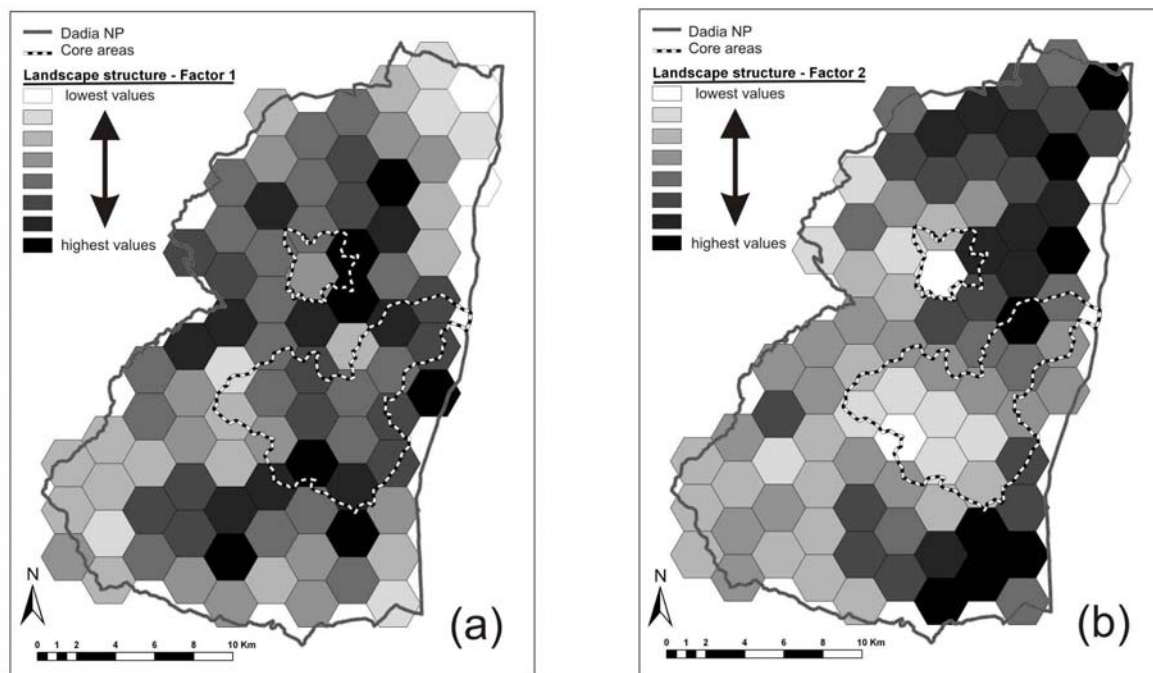 Dadia NP
Core areas
Landscape structure - Factor 1
lowest values
highest values
N
0 1 2 4 6 8 10 Km
(a)
Dadia NP
Core areas
Landscape structure - Factor 2
lowest values
highest values
N
0 1 2 4 6 8 10 Km
(b)